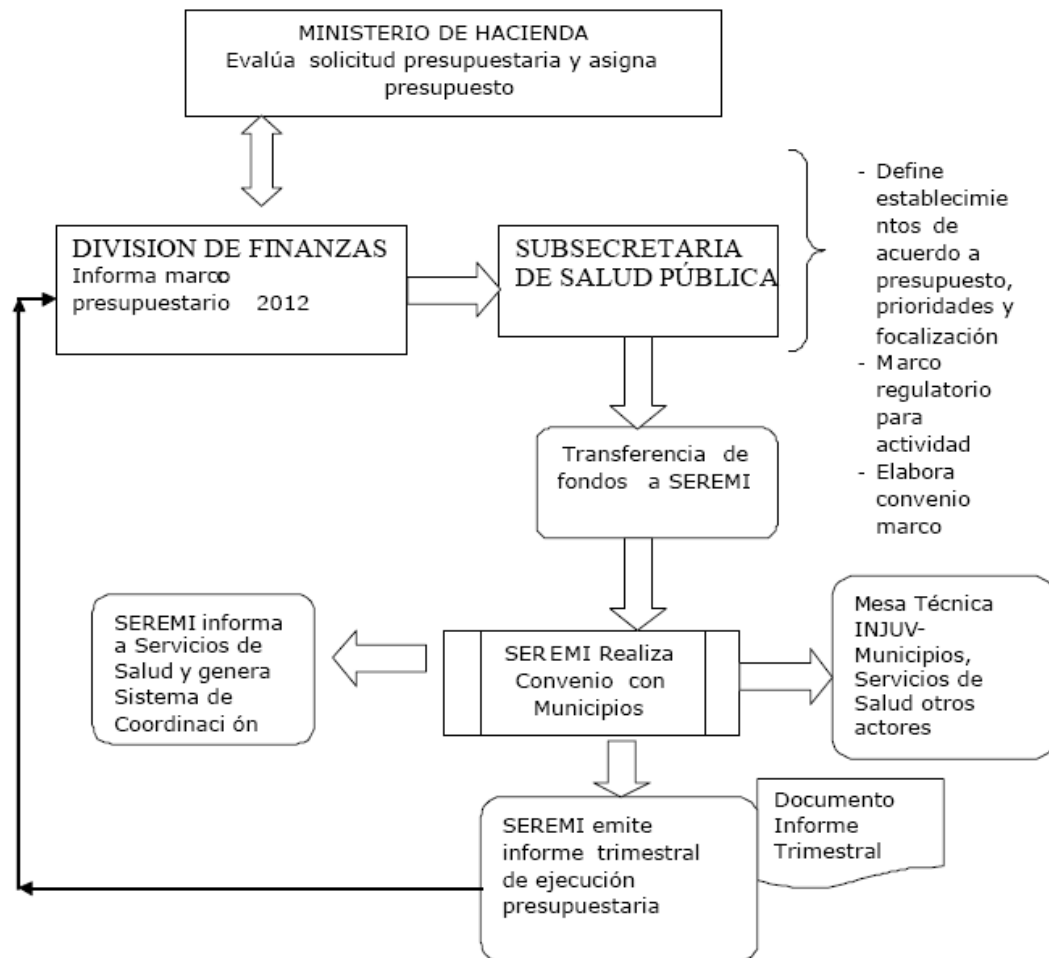 MINISTERIO DE HACIENDA
Evalúa solicitud presupuestaria y asigna
presupuesto
DIVISION DE FINANZAS
Informa marco
presupuestario 2012
SUBSECRETARIA
DE SALUD PÚBLICA
- Define
establecimie
ntos de
acuerdo a
presupuesto,
prioridades y
focalización
- Marco
regulatorio
para
actividad
- Elabora
convenio
marco
Transferencia de
fondos a SEREMI
SEREMI informa
a Servicios de
Salud y genera
Sistema de
Coordinaci ón
SEREMI Realiza
Convenio con
Municipios
Mesa Técnica
INJUV-
Municipios,
Servicios de
Salud otros
actores
SEREMI emite
informe trimestral
de ejecución
presupuestaria
Documento
Informe
Trimestral